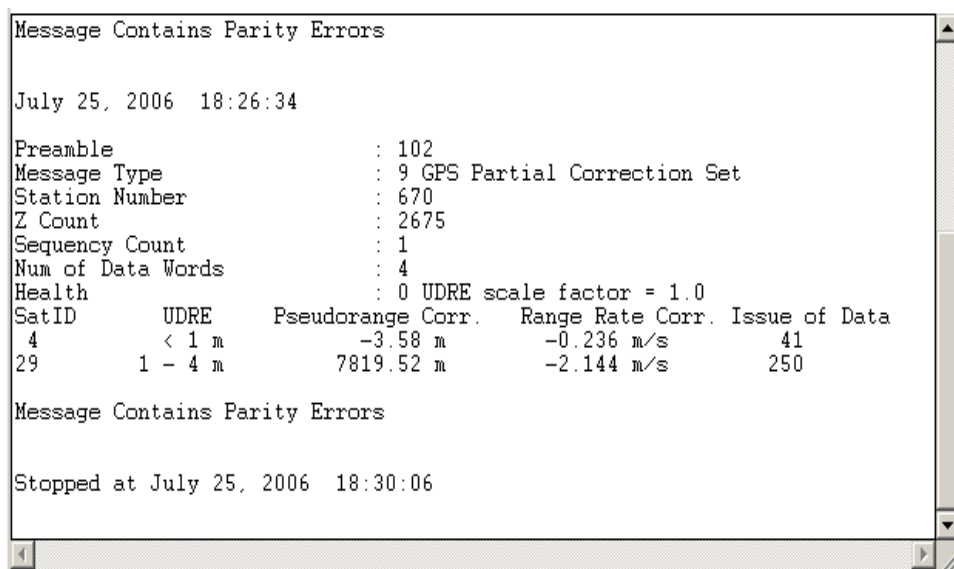 Message Contains Parity Errors
July 25, 2006 18:26:34
Preamble : 102
Message Type : 9 GPS Partial Correction Set
Station Number : 670
Z Count : 2675
Sequency Count : 1
Num of Data Words : 4
Health : 0 UDRE scale factor = 1.0
SatID UDRE Pseudorange Corr. Range Rate Corr. Issue of Data
4 < 1 m -3.58 m -0.236 m/s 41
29 1 - 4 m 7819.52 m -2.144 m/s 250
Message Contains Parity Errors
Stopped at July 25, 2006 18:30:06